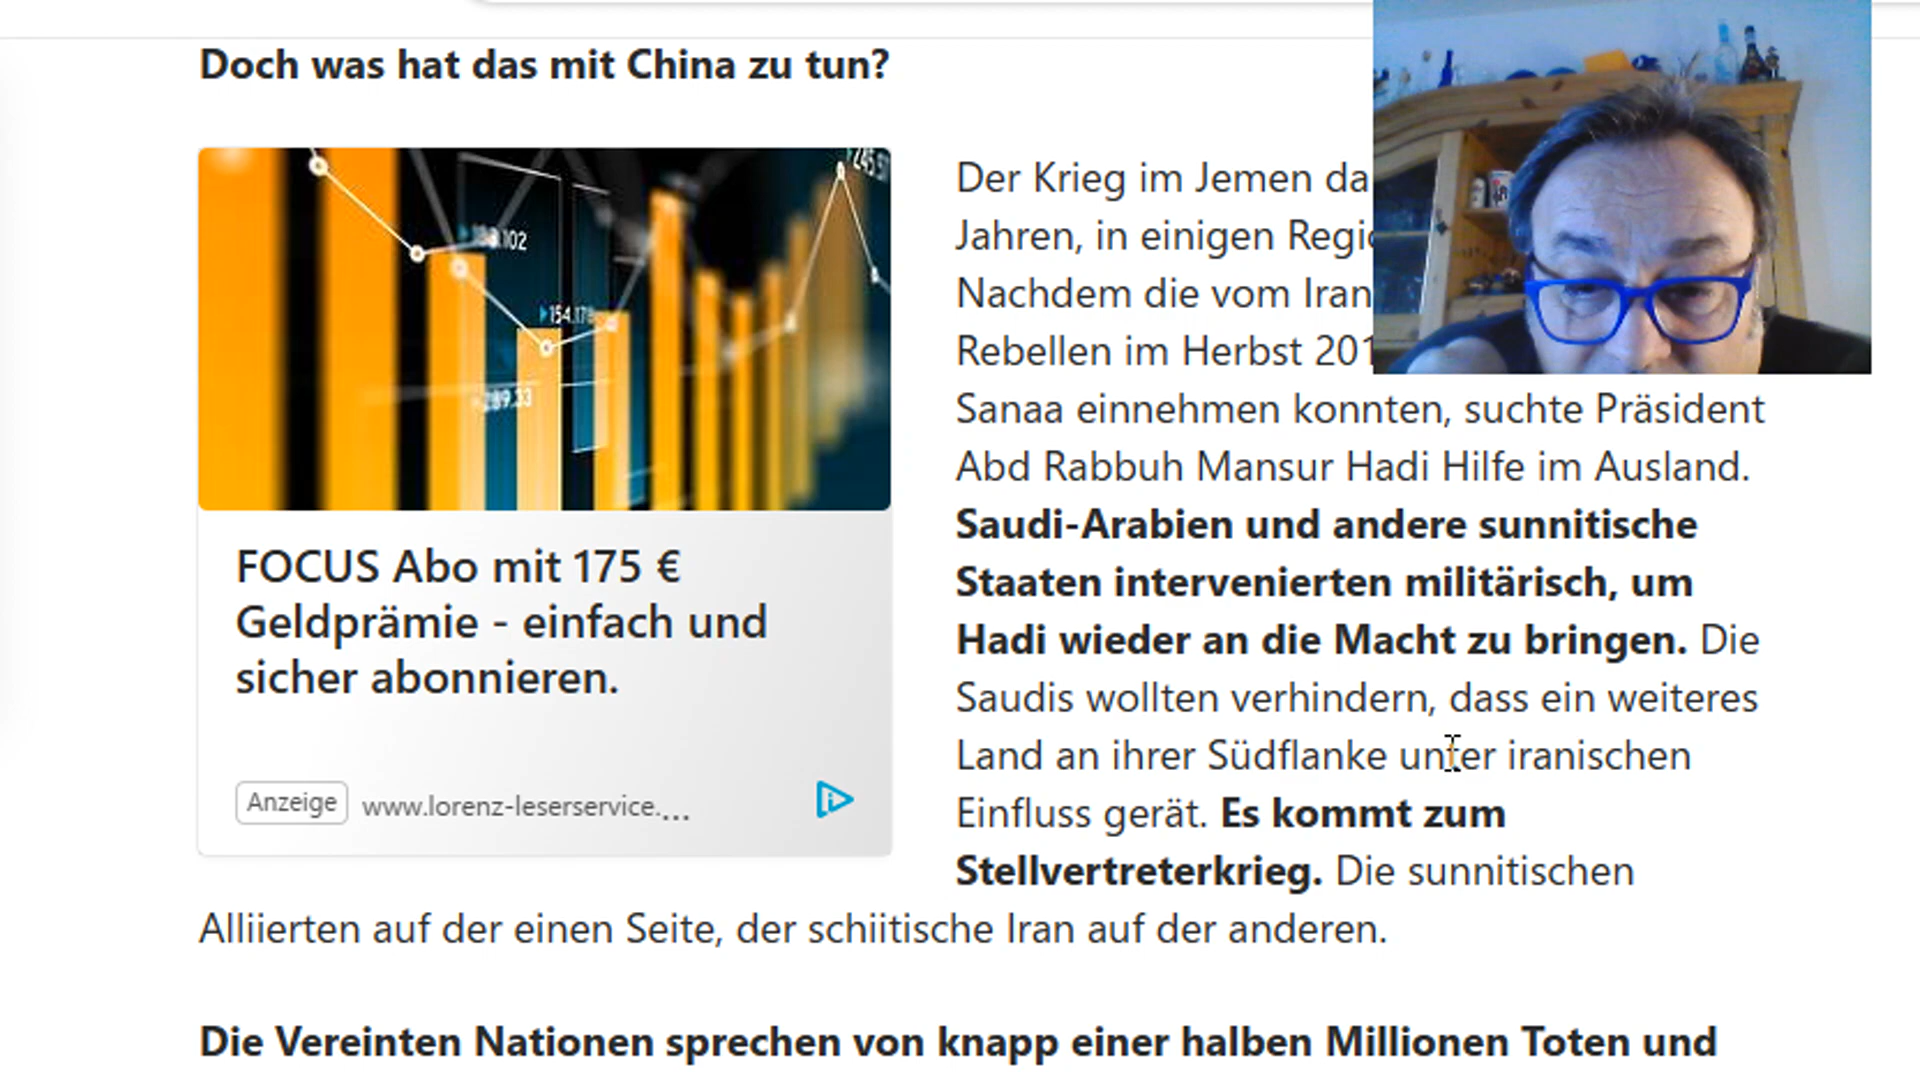 Doch was hat das mit China zu tun?
Der Krieg im Jemen
Jahren, in einigen
Nachdem die vom Iran
Rebellen im Herbst
Sanaa einnehmen konnten, suchte Präsident
Abd Rabbuh Mansur Hadi Hilfe im Ausland.
Saudi-Arabien und andere sunnitische
Staaten intervenierten militärisch, um
Hadi wieder an die Macht zu bringen. Die
Saudis wollten verhindern, dass ein weiteres
Land an ihrer Südflanke unter iranischen
Einfluss gerät. Es kommt zum
Stellvertreterkrieg. Die sunnitischen
Alliierten auf der einen Seite, der schiitische Iran auf der anderen.
FOCUS Abo mit 175 €
Geldprämie - einfach und
sicher abonnieren.
Anzeige www.lorenz-leserservice....
Die Vereinten Nationen sprechen von knapp einer halben Millionen Toten und